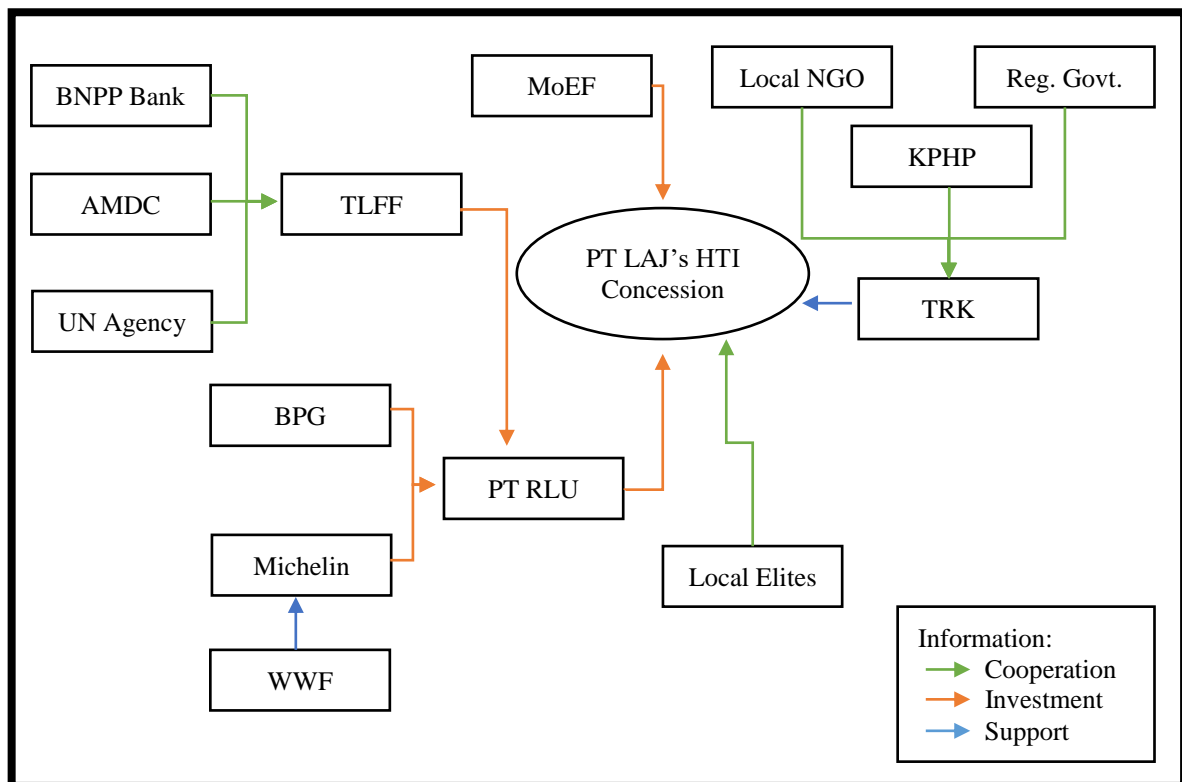 BNPP Bank
MoEF
Local NGO
Reg. Govt.
KPHP
AMDC
TLFF
PT LAJ’s HTI
Concession
TRK
UN Agency
BPG
PT RLU
Michelin
Local Elites
WWF
Information:
Cooperation
Investment
Support